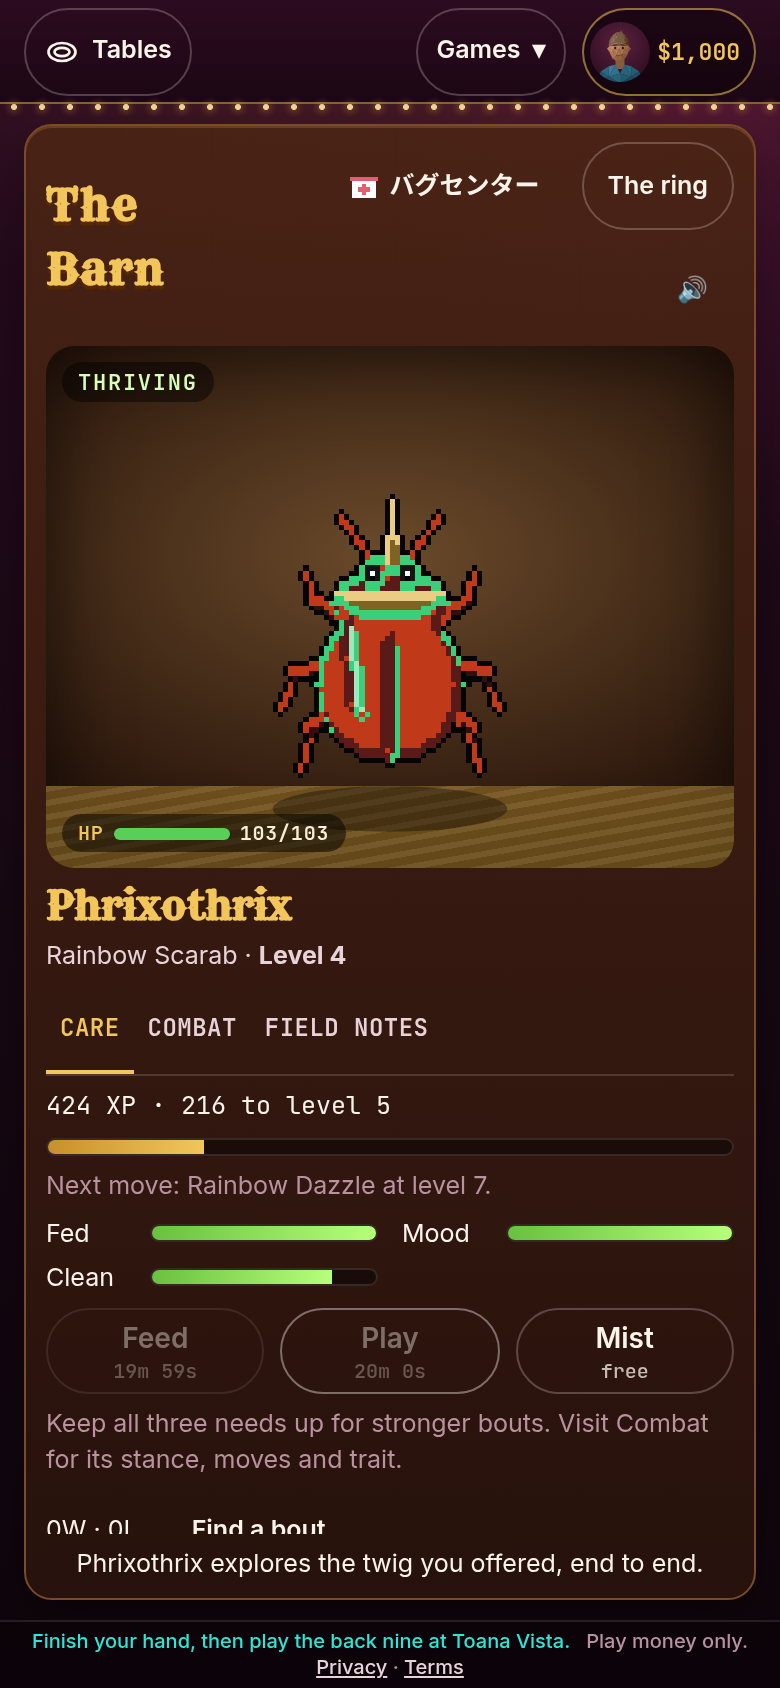 Tables
Games ▼
$1,000
The
Barn
バグセンター
The ring
THRIVING
HP 103/103
Phrixothrix
Rainbow Scarab · Level 4
CARE COMBAT FIELD NOTES
424 XP · 216 to level 5
Next move: Rainbow Dazzle at level 7.
Fed Mood
Clean
Feed Play Mist
19m 59s 20m 0s free
Keep all three needs up for stronger bouts. Visit Combat
for its stance, moves and trait.
0W · 0L Find a bout
Phrixothrix explores the twig you offered, end to end.
Finish your hand, then play the back nine at Toana Vista. Play money only.
Privacy · Terms